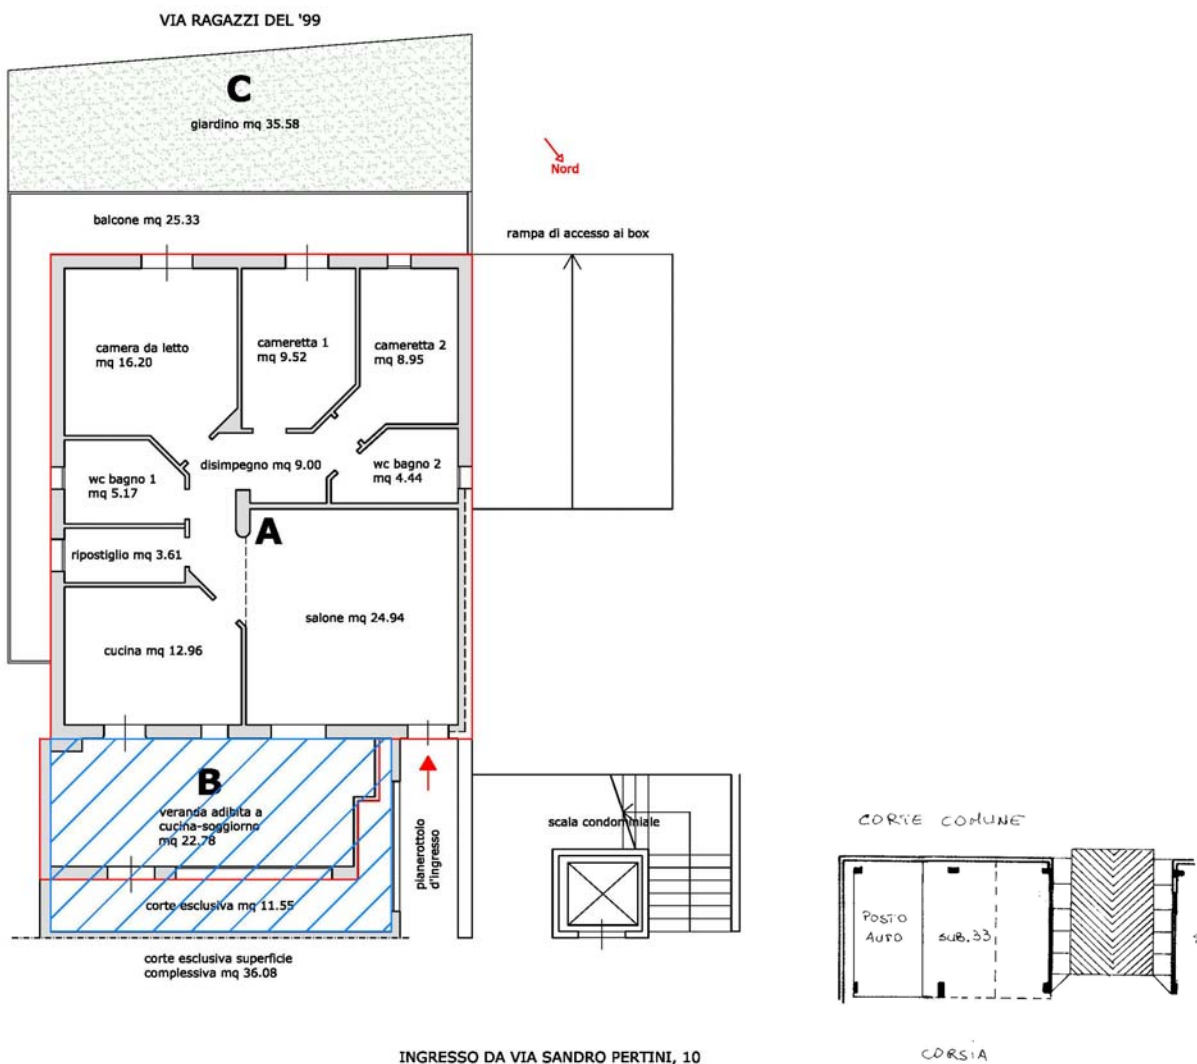 VIA RAGAZZI DEL '99
C
giardino mq 35.58
Nord
balcone mq 25.33
rampa di accesso ai box
camera da letto
mq 16.20
cameretta 1
mq 9.52
cameretta 2
mq 8.95
wc bagno 1
mq 5.17
disimpegno mq 9.00
wc bagno 2
mq 4.44
A
ripostiglio mq 3.61
salone mq 24.94
cucina mq 12.96
B
veranda adibita a
cucina-soggiorno
mq 22.78
pianerottolo
d'ingresso
scala condominiale
corte esclusiva mq 11.55
corte esclusiva superficie
complessiva mq 36.08
CORTE COMUNE
POSTO
AUTO
SUB.33
CORSIA
INGRESSO DA VIA SANDRO PERTINI, 10